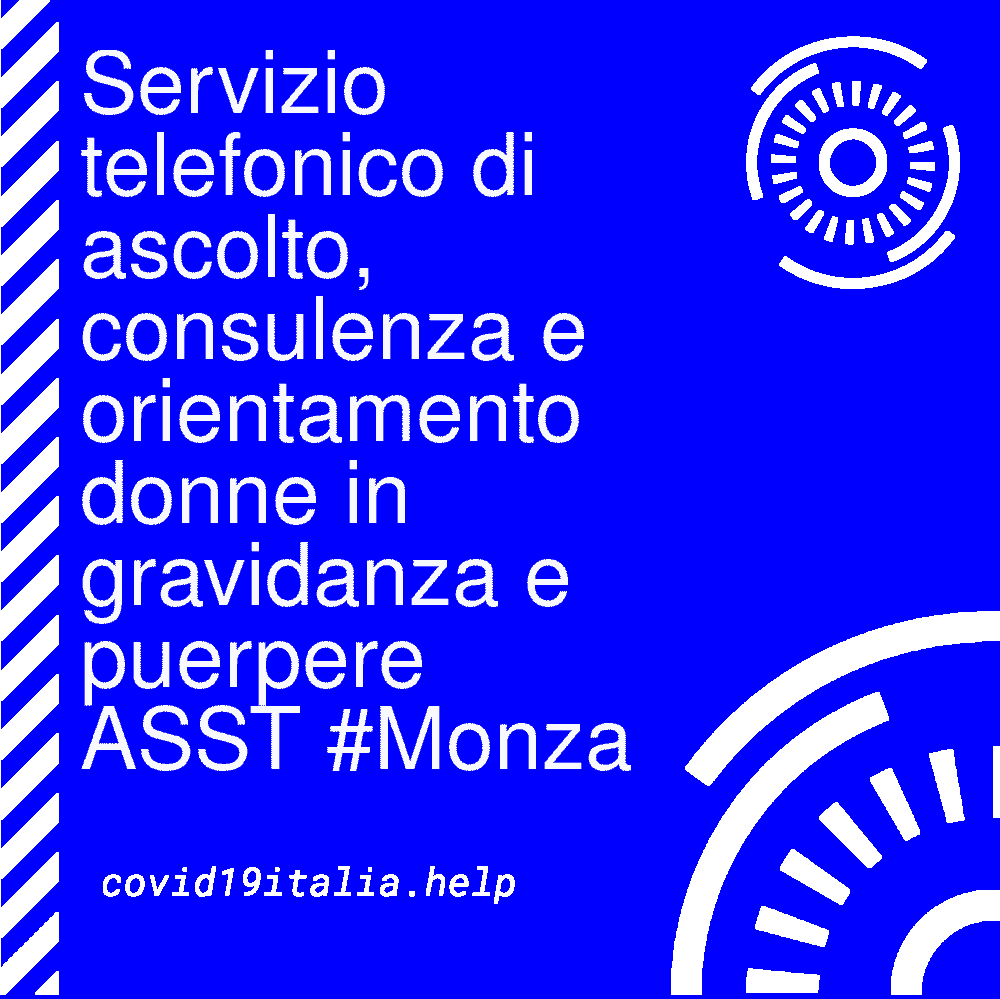 Servizio
telefonico di
ascolto,
consulenza e
orientamento
donne in
gravidanza e
puerpere
ASST #Monza
covid19italia.help